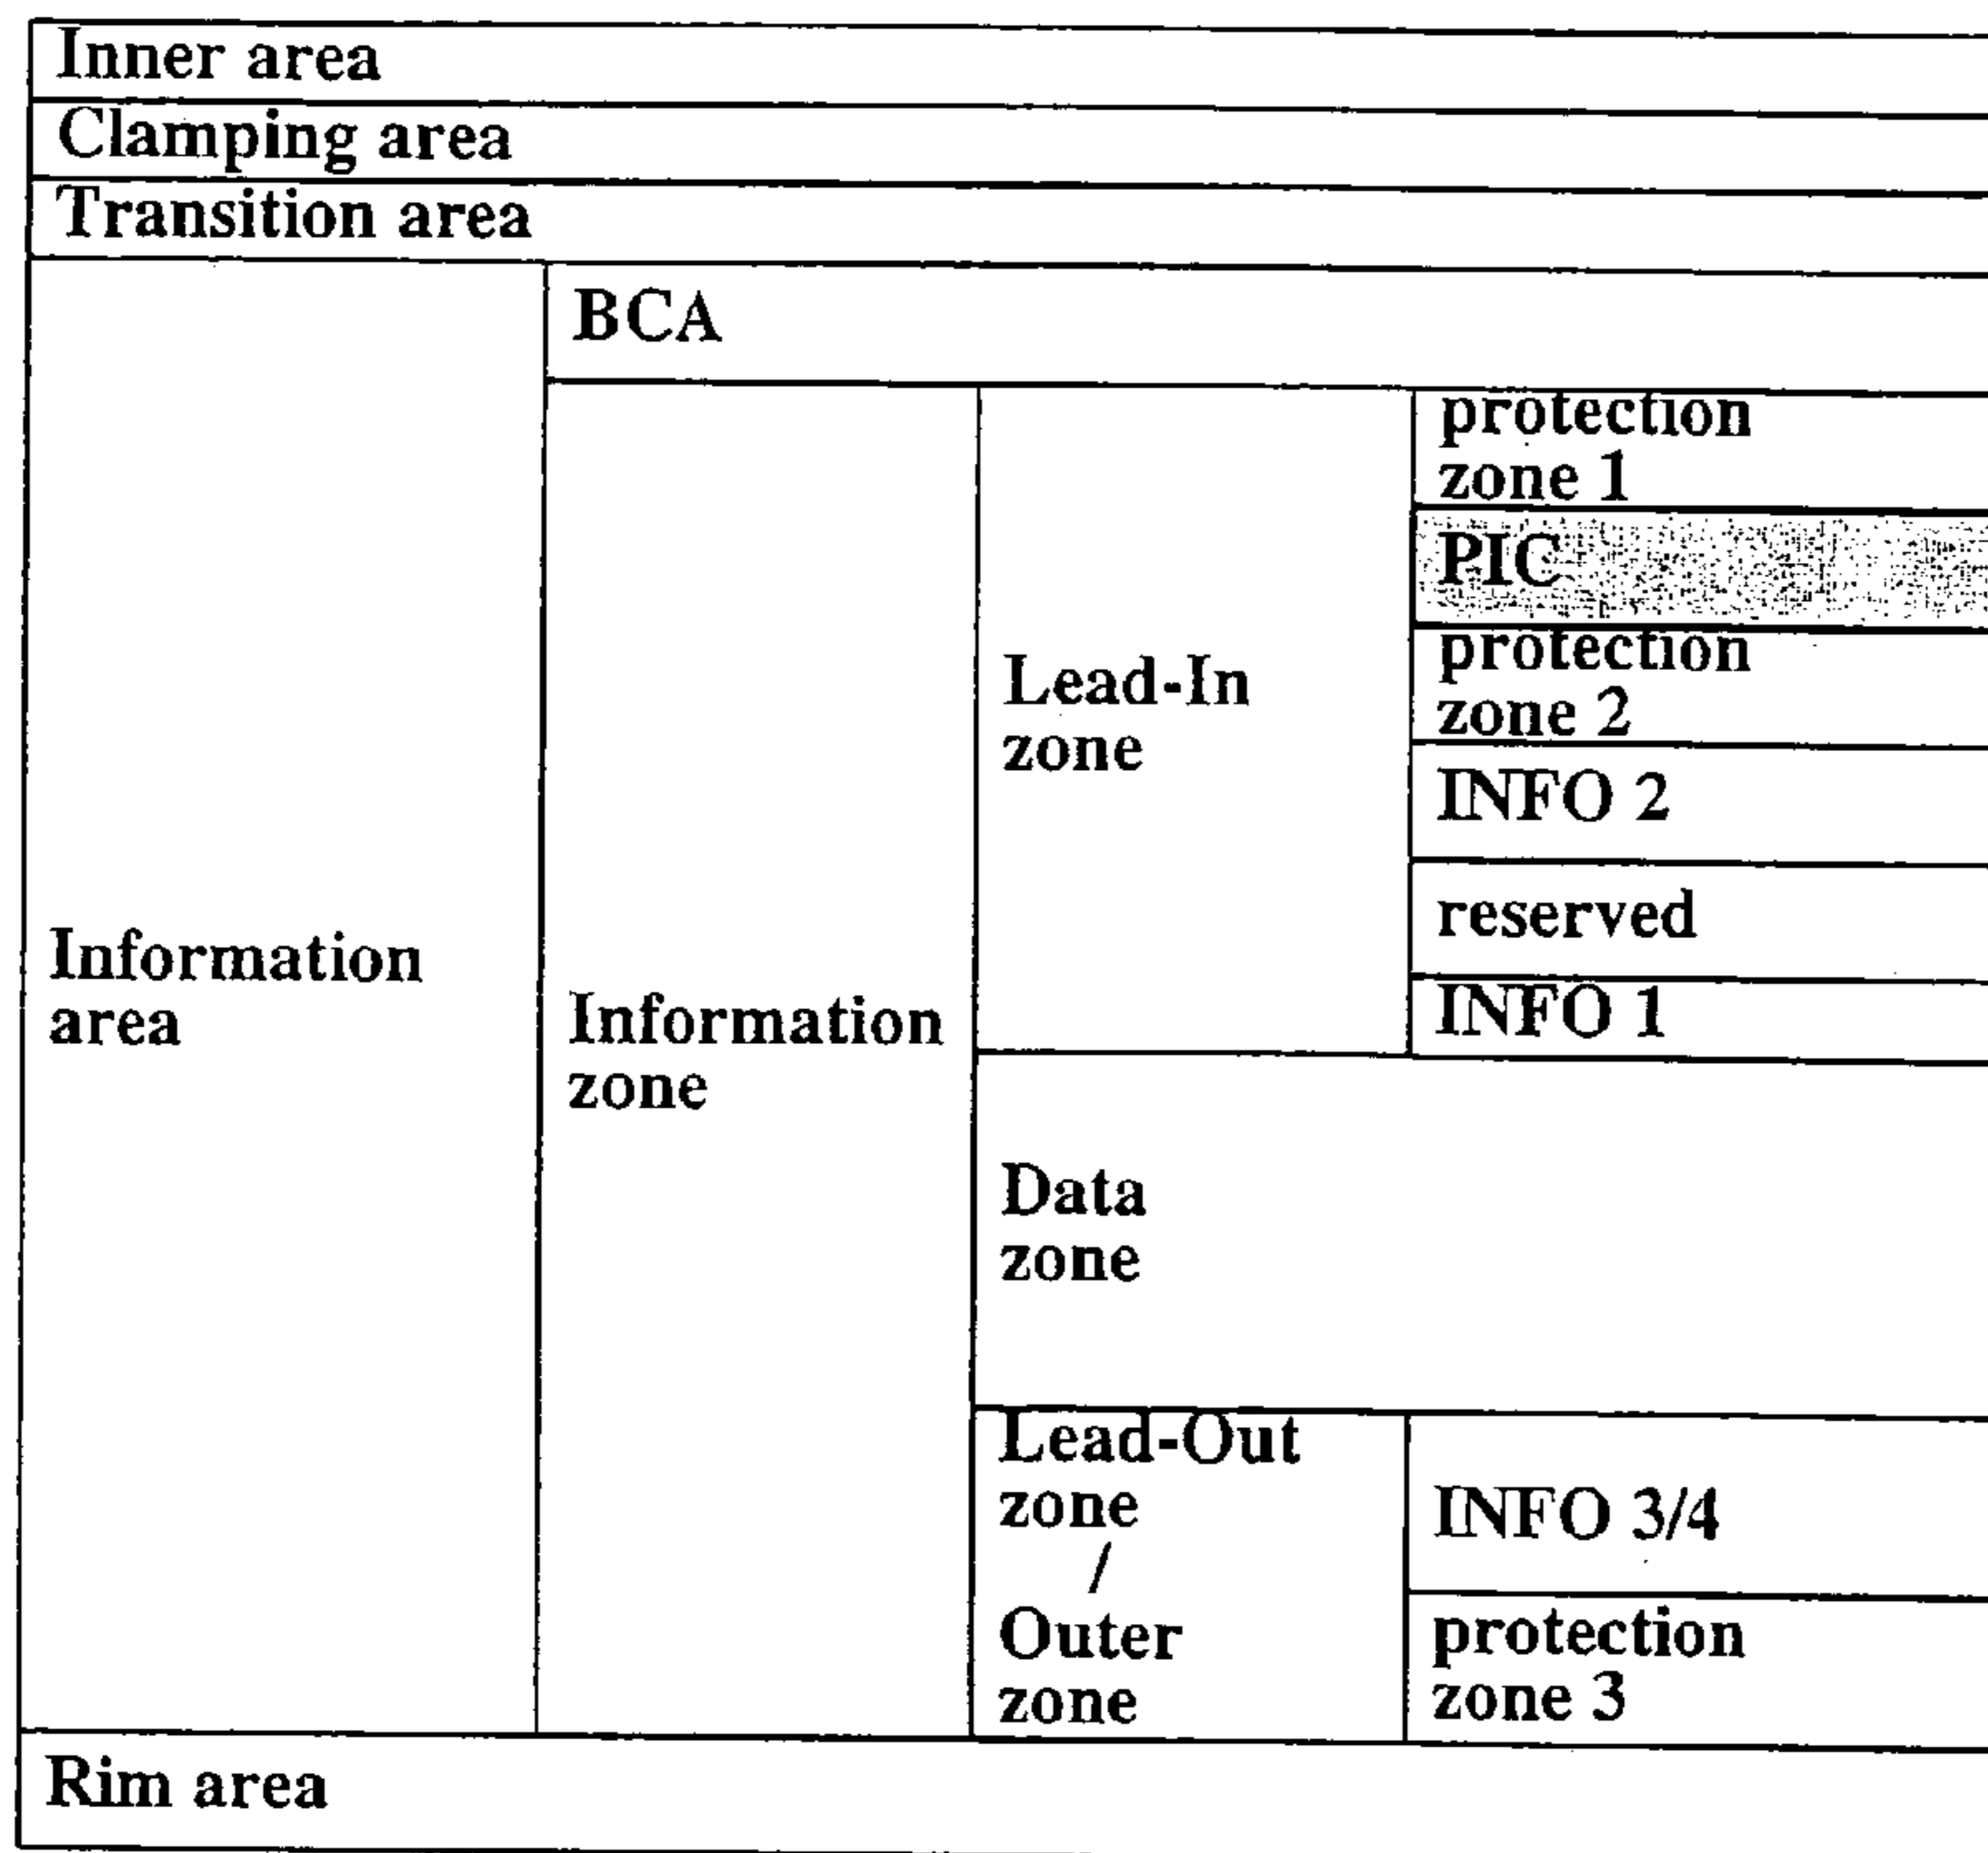 Inner area
Clamping area
Transition area
Information
area
BCA
Information
zone
Lead-In
zone
protection
zone 1
PIC
protection
zone 2
INFO 2
reserved
INFO 1
Data
zone
Lead-Out
zone
/
Outer
zone
INFO 3/4
protection
zone 3
Rim area